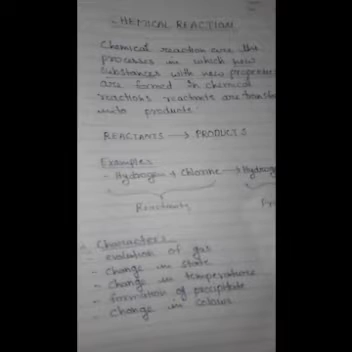 CHEMICAL REACTION
Chemical reaction are the
processes in which new
substances with new properties
are formed. In chemical
reactions reactants are
into products.
REACTANTS → PRODUCTS
Examples
- Hydrogen + Chlorine → Hydrogen
Reactants
Characters
- evolution of gas
- change in state
- change in temperature
- formation of precipitate
- change in colour